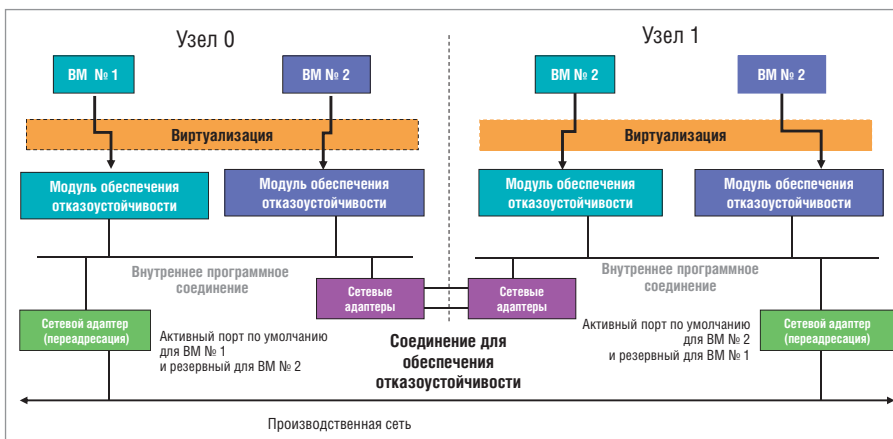 Узел 0
Узел 1
ВМ № 1
ВМ № 2
ВМ № 2
ВМ № 2
Виртуализация
Виртуализация
Модуль обеспечения
отказоустойчивости
Модуль обеспечения
отказоустойчивости
Модуль обеспечения
отказоустойчивости
Модуль обеспечения
отказоустойчивости
Внутреннее программное
соединение
Внутреннее программное
соединение
Сетевые
адаптеры
Сетевые
адаптеры
Сетевой адаптер
(переадресация)
Активный порт по умолчанию
для ВМ № 1
и резервный для ВМ № 2
Соединение для
обеспечения
отказоустойчивости
Активный порт по умолчанию
для ВМ № 2
и резервный для ВМ № 1
Сетевой адаптер
(переадресация)
Производственная сеть